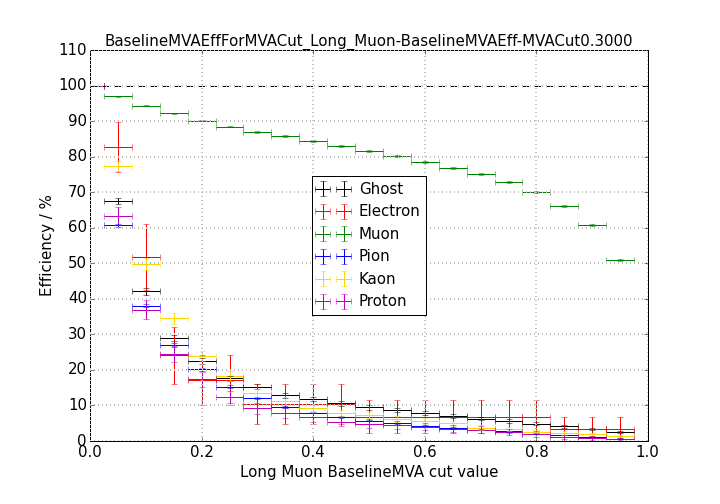 BaselineMVAEffForMVACut_Long_Muon-BaselineMVAEff-MVACut0.3000
110
100
90
80
70
60
50
40
30
20
10
0
Efficiency / %
Ghost
Electron
Muon
Pion
Kaon
Proton
0.0 0.2 0.4 0.6 0.8 1.0
Long Muon BaselineMVA cut value